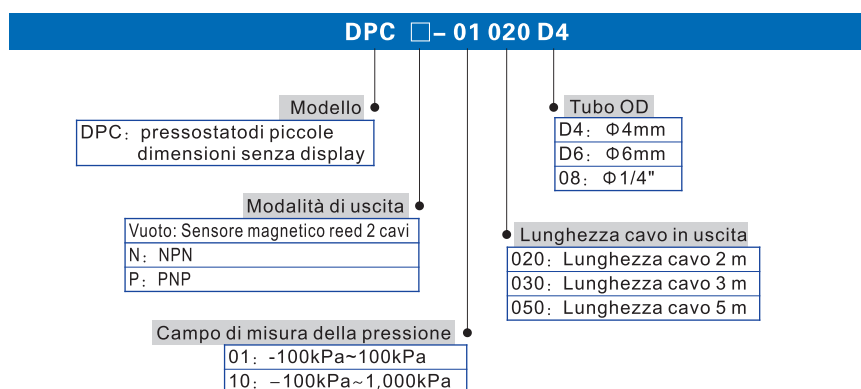 DPC □–01 020 D4
Modello
DPC: pressostatodi piccole
dimensioni senza display
Tubo OD
D4: Φ4mm
D6: Φ6mm
08: Φ1/4"
Modalità di uscita
Vuoto: Sensore magnetico reed 2 cavi
N: NPN
P: PNP
Lunghezza cavo in uscita
020: Lunghezza cavo 2 m
030: Lunghezza cavo 3 m
050: Lunghezza cavo 5 m
Campo di misura della pressione
01: -100kPa~100kPa
10: –100kPa~1,000kPa